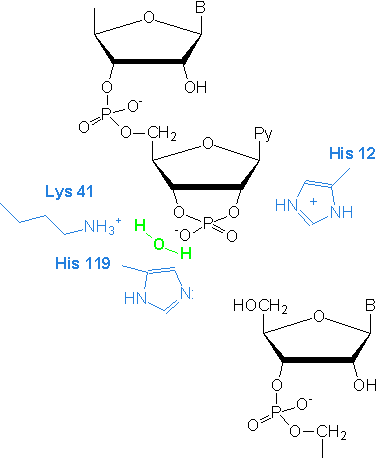 B
O
O
OH
P
O-
O
O
CH2
O
Py
His 12
Lys 41
O
O
HN
NH
+
NH3+
H
O
H
-O
P
O
His 119
HN
N:
HOCH2
O
B
O
OH
P
O-
O
O
CH2